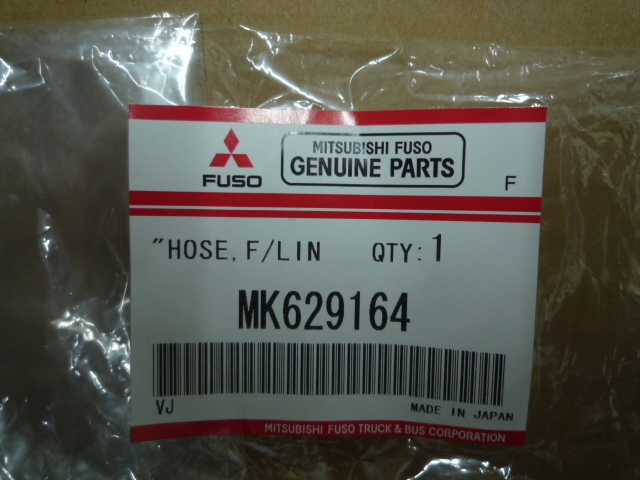 FUSO
MITSUBISHI FUSO
GENUINE PARTS
F
"HOSE, F/LIN QTY: 1
MK629164
VJ
MADE IN JAPAN
MITSUBISHI FUSO TRUCK & BUS CORPORATION